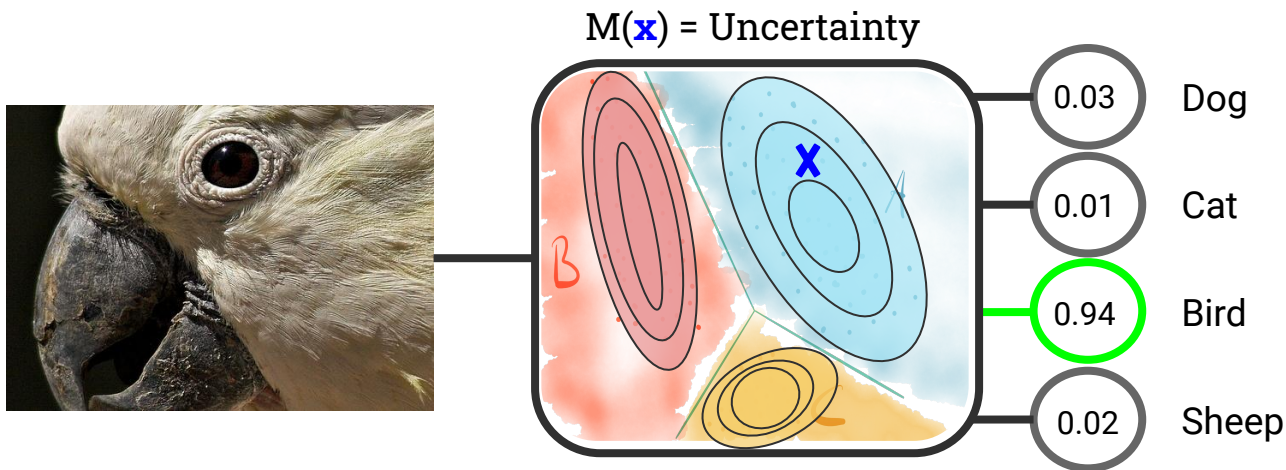 M(x) = Uncertainty
0.03 Dog
A
0.01 Cat
B
0.94 Bird
C
0.02 Sheep